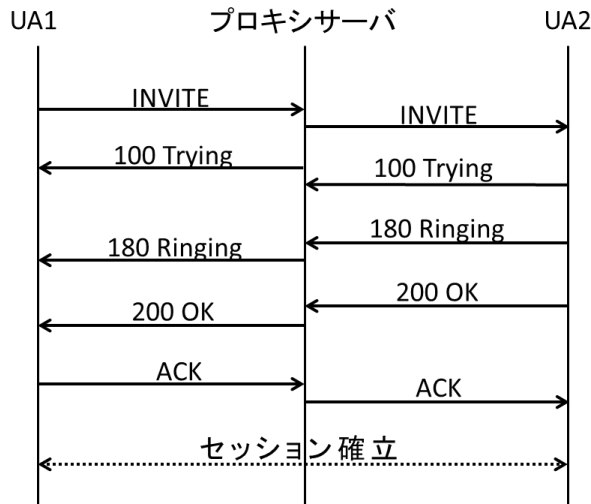 UA1 プロキシサーバ UA2
INVITE
INVITE
100 Trying
100 Trying
180 Ringing
180 Ringing
200 OK
200 OK
ACK
ACK
セッション確立